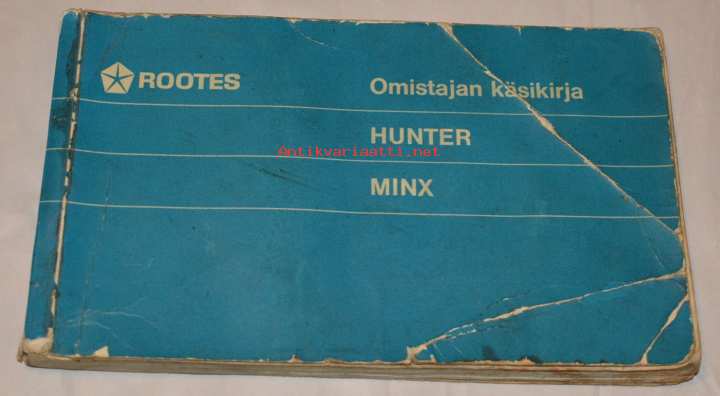 ROOTES
Omistajan käsikirja
HUNTER
Antikvariaatti.net
MINX